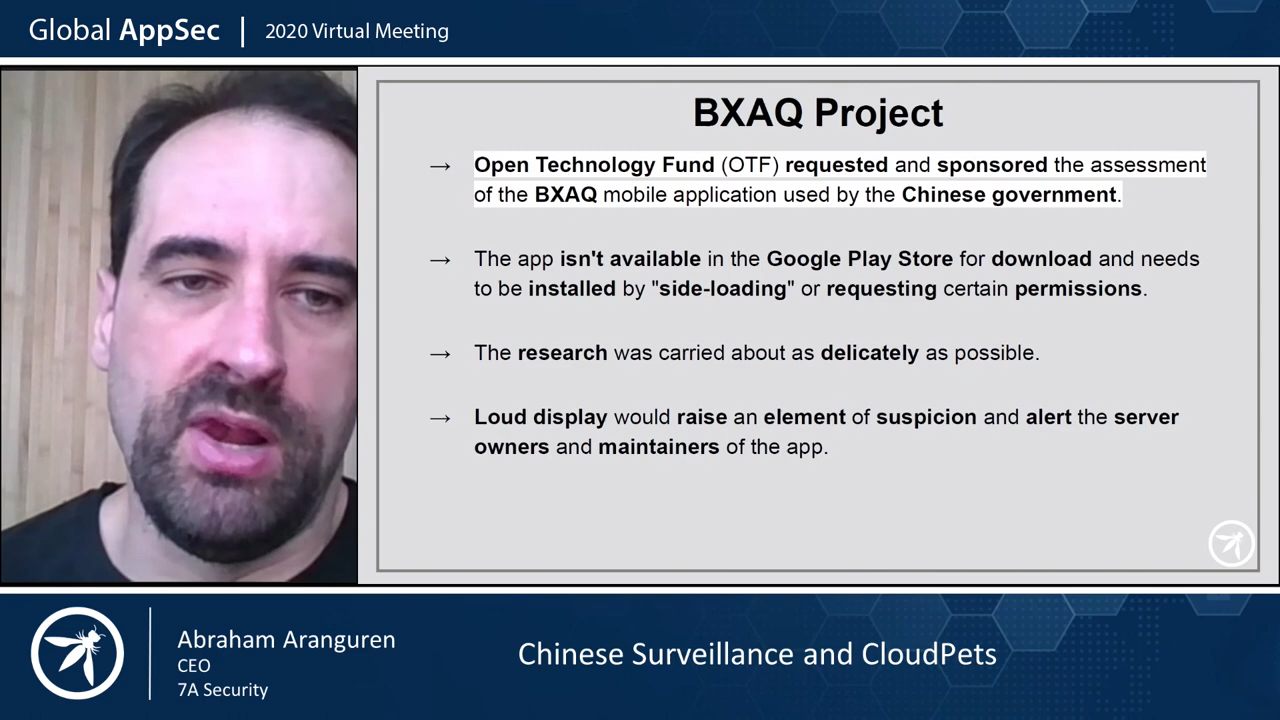 Global AppSec | 2020 Virtual Meeting
BXAQ Project
→ Open Technology Fund (OTF) requested and sponsored the assessment
of the BXAQ mobile application used by the Chinese government.
→ The app isn't available in the Google Play Store for download and needs
to be installed by "side-loading" or requesting certain permissions.
→ The research was carried about as delicately as possible.
→ Loud display would raise an element of suspicion and alert the server
owners and maintainers of the app.
Abraham Aranguren
CEO
7A Security
Chinese Surveillance and CloudPets